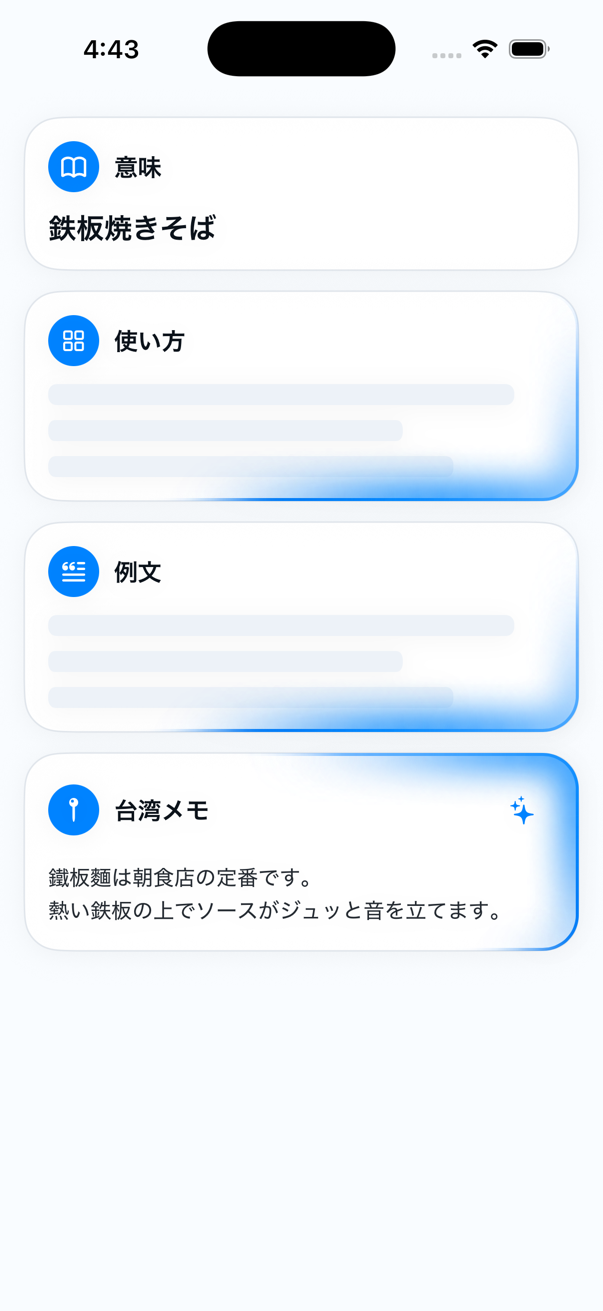 4:43
意味
鉄板焼きそば
使い方
例文
台湾メモ
鐵板麵は朝食店の定番です。
熱い鉄板の上でソースがジュッと音を立てます。